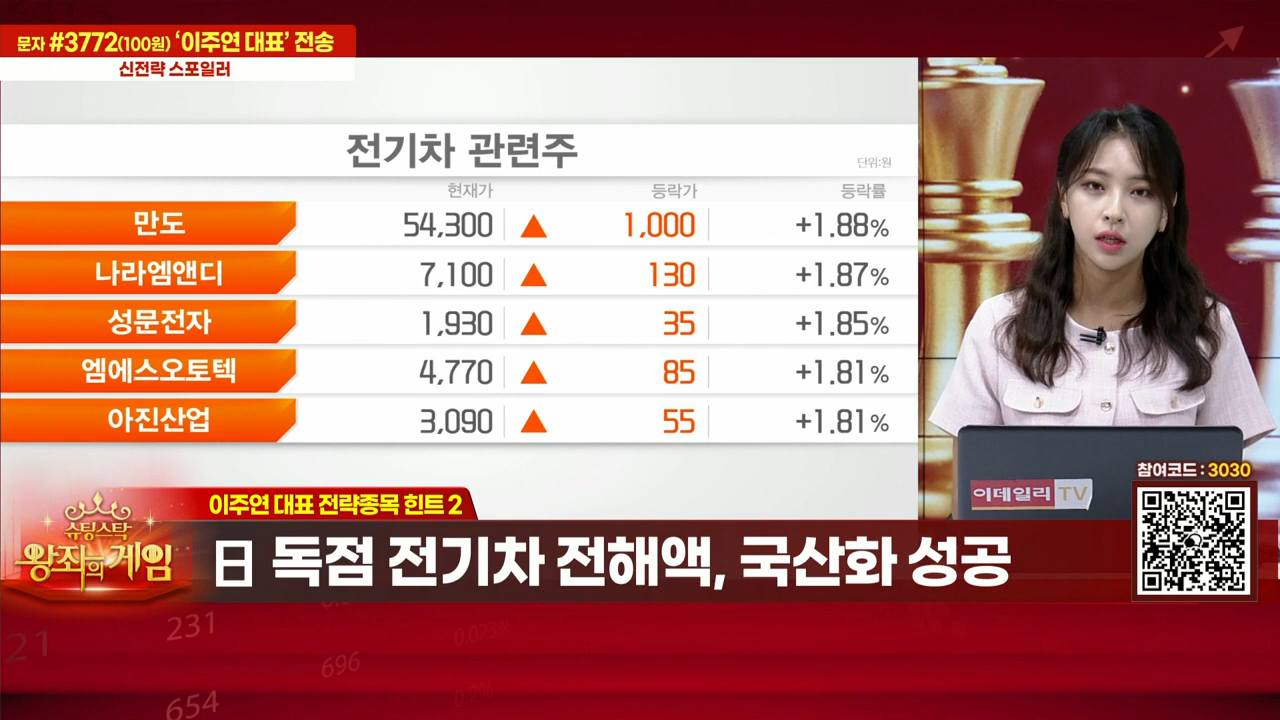 문자 #3772(100원) ‘이주연 대표’ 전송
신전략 스포일러
전기차 관련주
단위:원
현재가 등락가 등락률
만도 54,300 ▲ 1,000 +1.88%
나라엠앤디 7,100 ▲ 130 +1.87%
성문전자 1,930 ▲ 35 +1.85%
엠에스오토텍 4,770 ▲ 85 +1.81%
아진산업 3,090 ▲ 55 +1.81%
이데일리 TV
참여코드 : 3030
이주연 대표 전략종목 힌트 2
슈팅스탁
왕좌의 게임
日 독점 전기차 전해액, 국산화 성공
231
21
696
0.023%
654
0.2%